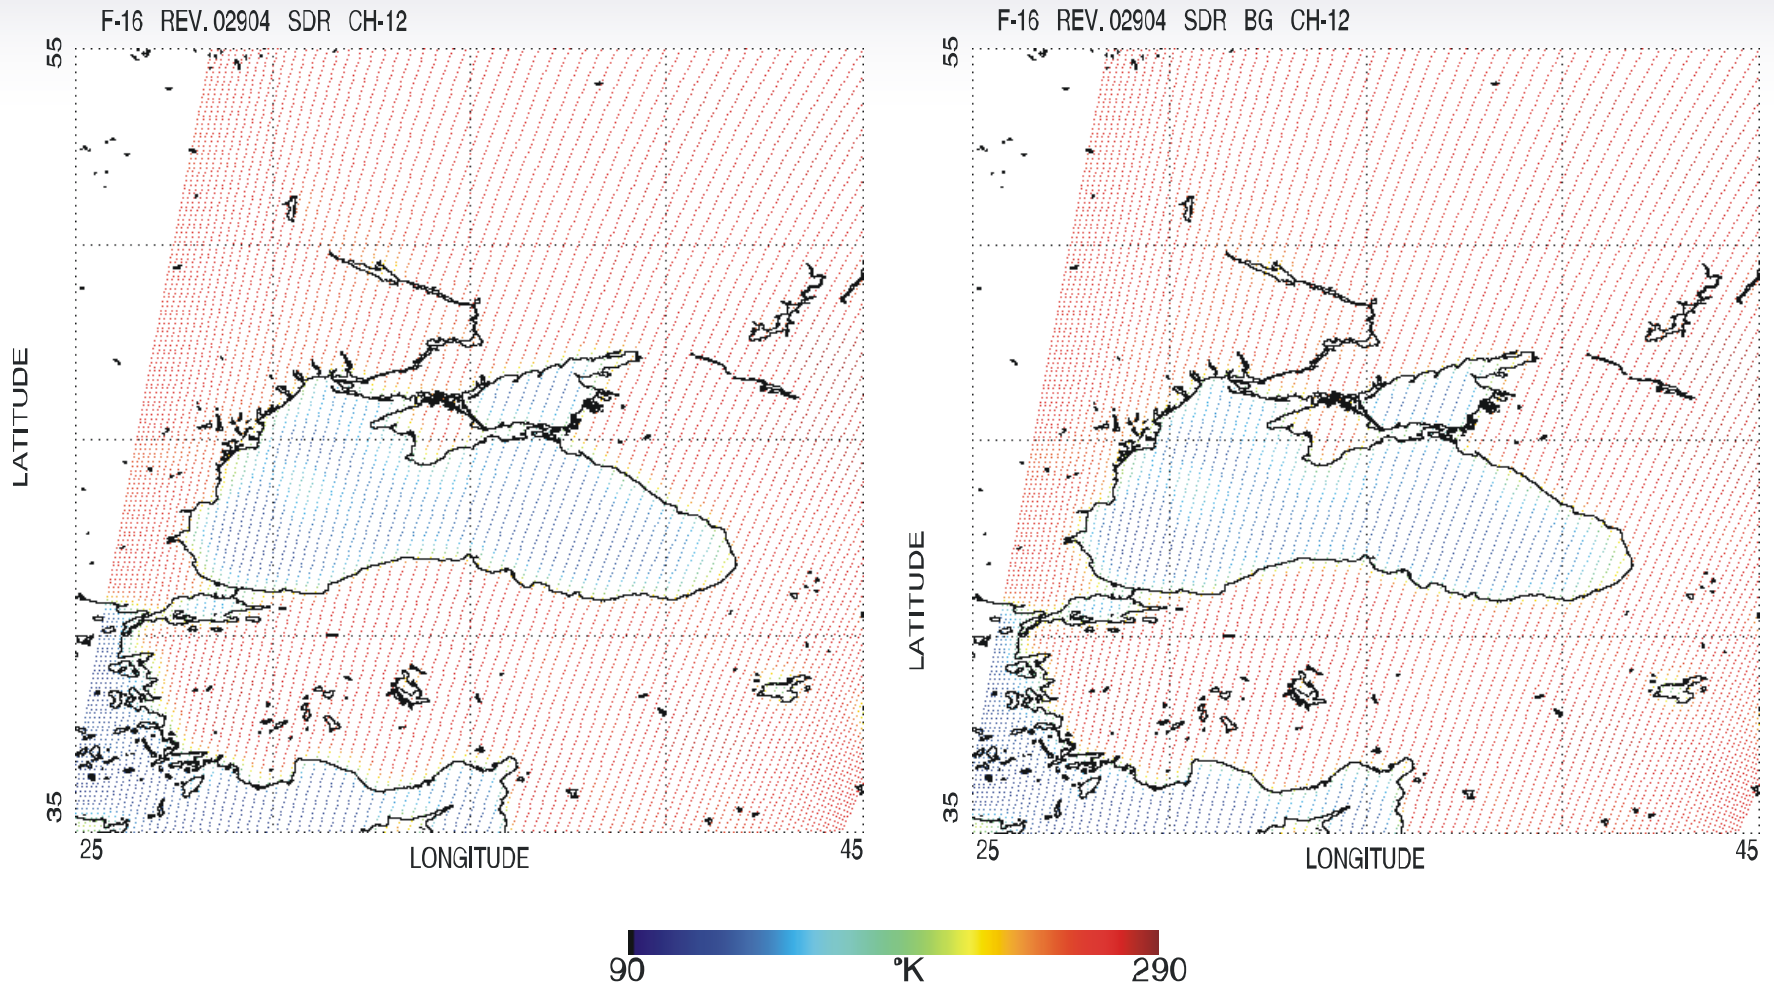 F-16 REV.02904 SDR CH-12
55
LATITUDE
35
25
LONGITUDE
45
F-16 REV.02904 SDR BG CH-12
55
LATITUDE
35
25
LONGITUDE
45
90
°K
290